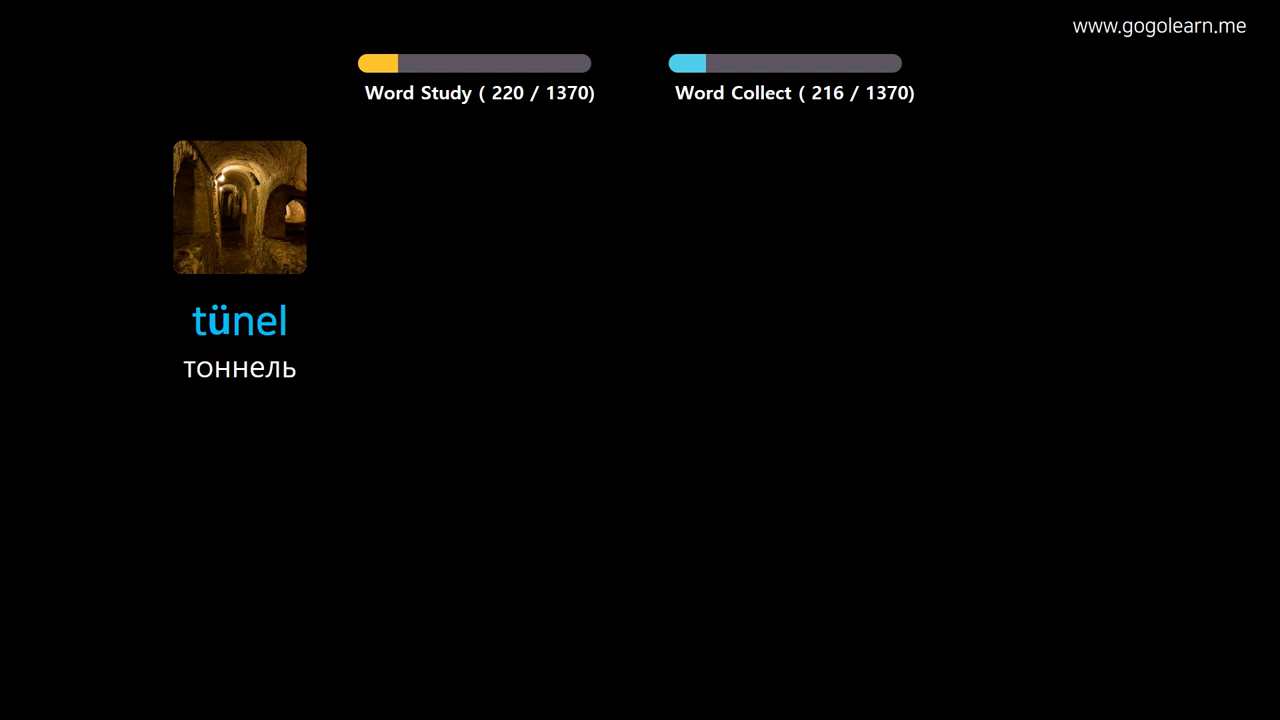 www.gogolearn.me
Word Study ( 220 / 1370)
Word Collect ( 216 / 1370)
tünel
тоннель